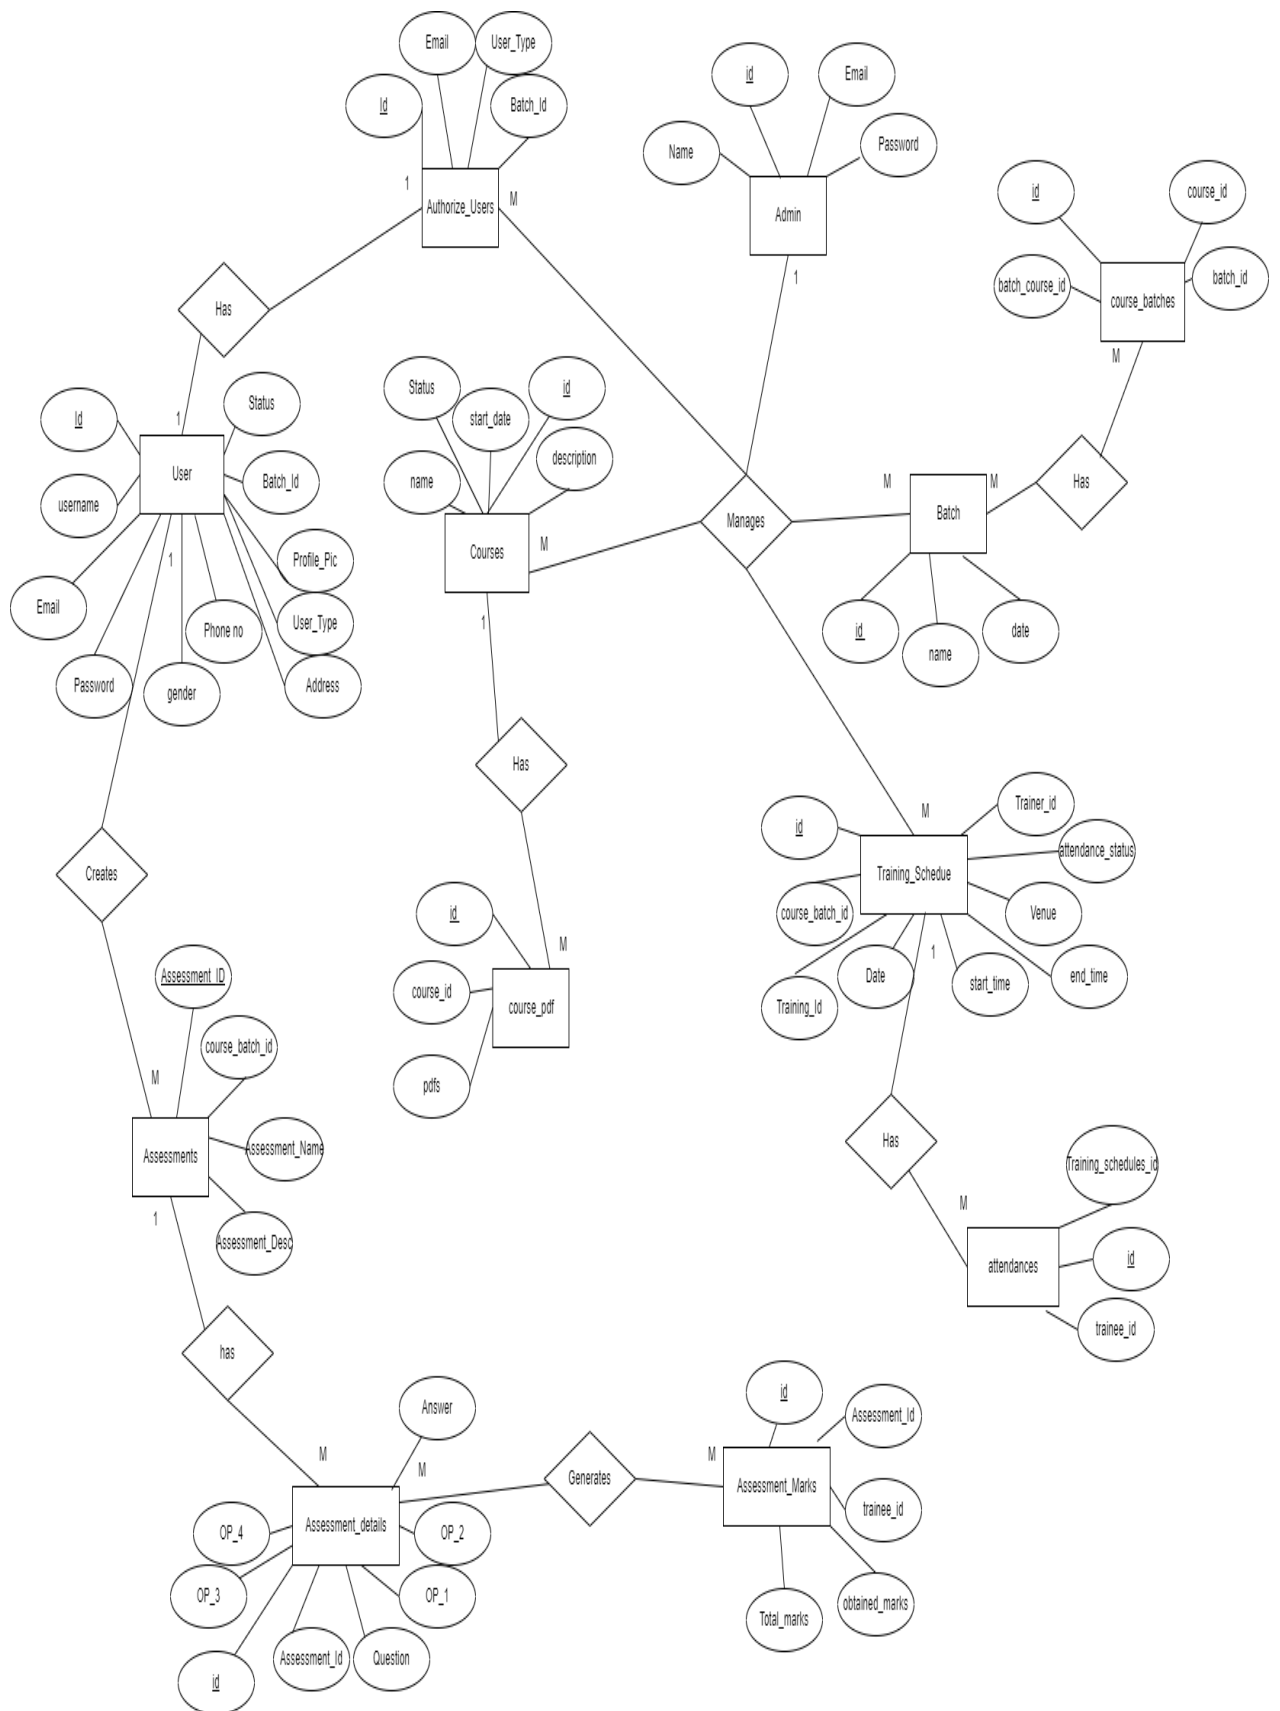 Email
User_Type
Id
Batch_Id
1
Authorize_Users
M
id
Email
Name
Password
Admin
1
id
course_id
batch_course_id
course_batches
batch_id
M
Has
1
Id
Status
User
username
Batch_Id
1
Profile_Pic
Email
Phone no
User_Type
Password
gender
Address
Status
start_date
id
name
description
Courses
M
1
Manages
M
Batch
M
Has
id
name
date
Has
M
id
course_id
course_pdf
pdfs
Creates
M
Trainer_id
id
attendance_status
Training_Schedue
course_batch_id
Venue
1
Date
start_time
end_time
Training_Id
Has
M
Training_schedules_id
attendances
id
trainee_id
Assessment_ID
course_batch_id
M
Assessments
Assessment_Name
1
Assessment_Desc
has
M
Answer
M
Assessment_details
OP_4
OP_2
OP_3
OP_1
id
Assessment_Id
Question
Generates
M
id
Assessment_Id
Assessment_Marks
trainee_id
Total_marks
obtained_marks